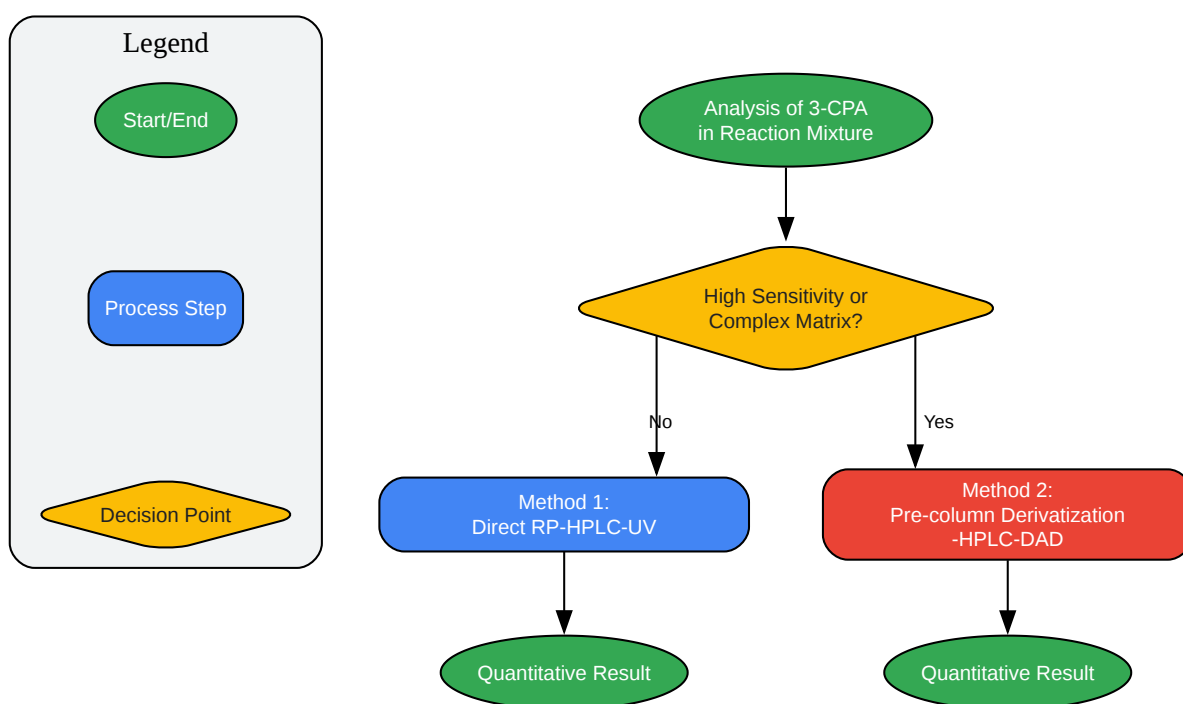 Legend
Start/End
Process Step
Decision Point
Analysis of 3-CPA
in Reaction Mixture
High Sensitivity or
Complex Matrix?
No
Yes
Method 1:
Direct RP-HPLC-UV
Method 2:
Pre-column Derivatization
-HPLC-DAD
Quantitative Result
Quantitative Result